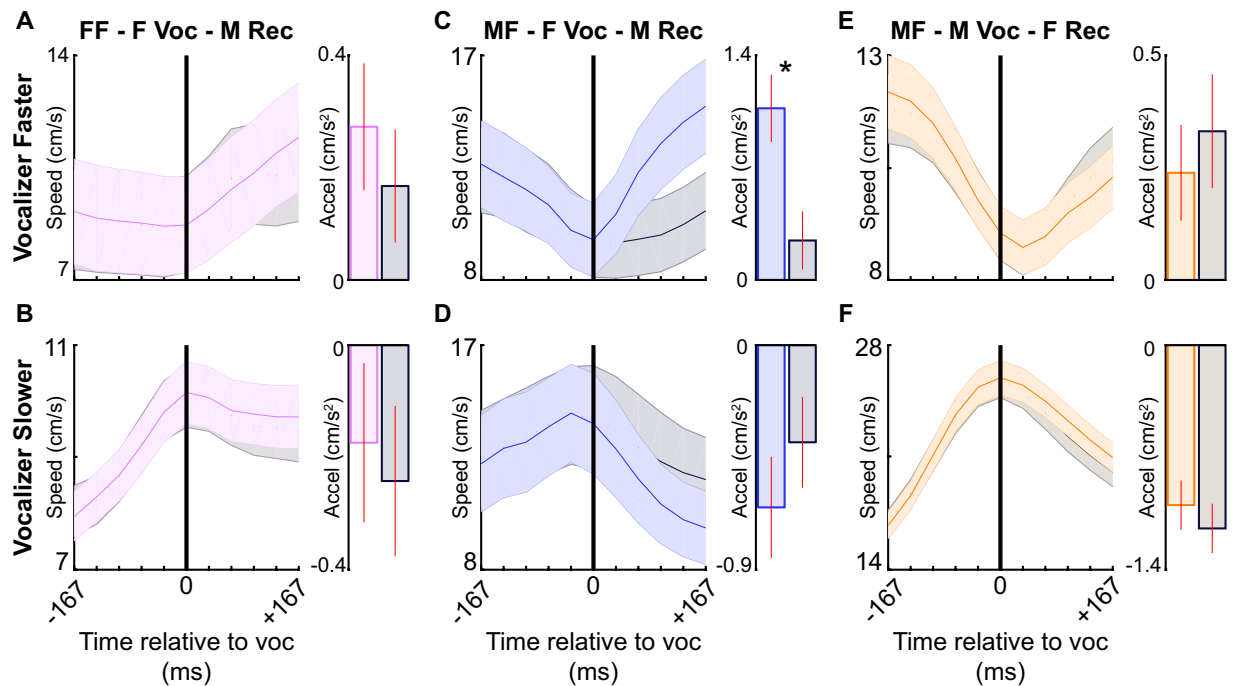 A
FF - F Voc - M Rec
C
MF - F Voc - M Rec
E
MF - M Voc - F Rec
Vocalizer Faster
14
Speed (cm/s)
7
0.4
Accel (cm/s²)
0
17
Speed (cm/s)
8
1.4
Accel (cm/s²)
0
*
13
Speed (cm/s)
8
0.5
Accel (cm/s²)
0
B
D
F
Vocalizer Slower
11
Speed (cm/s)
7
0
Accel (cm/s²)
-0.4
17
Speed (cm/s)
8
0
Accel (cm/s²)
-0.9
28
Speed (cm/s)
14
0
Accel (cm/s²)
-1.4
-167
0
+167
-167
0
+167
-167
0
+167
Time relative to voc
(ms)
Time relative to voc
(ms)
Time relative to voc
(ms)